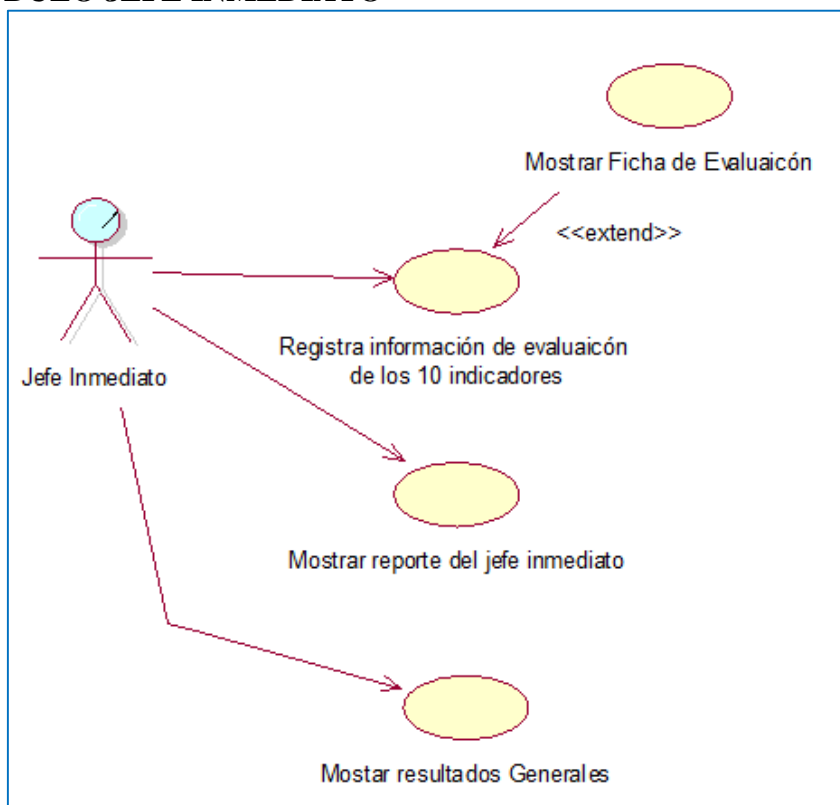 Mostrar Ficha de Evaluaicón
<<extend>>
Registra información de evaluaicón
de los 10 indicadores
Jefe Inmediato
Mostrar reporte del jefe inmediato
Mostar resultados Generales